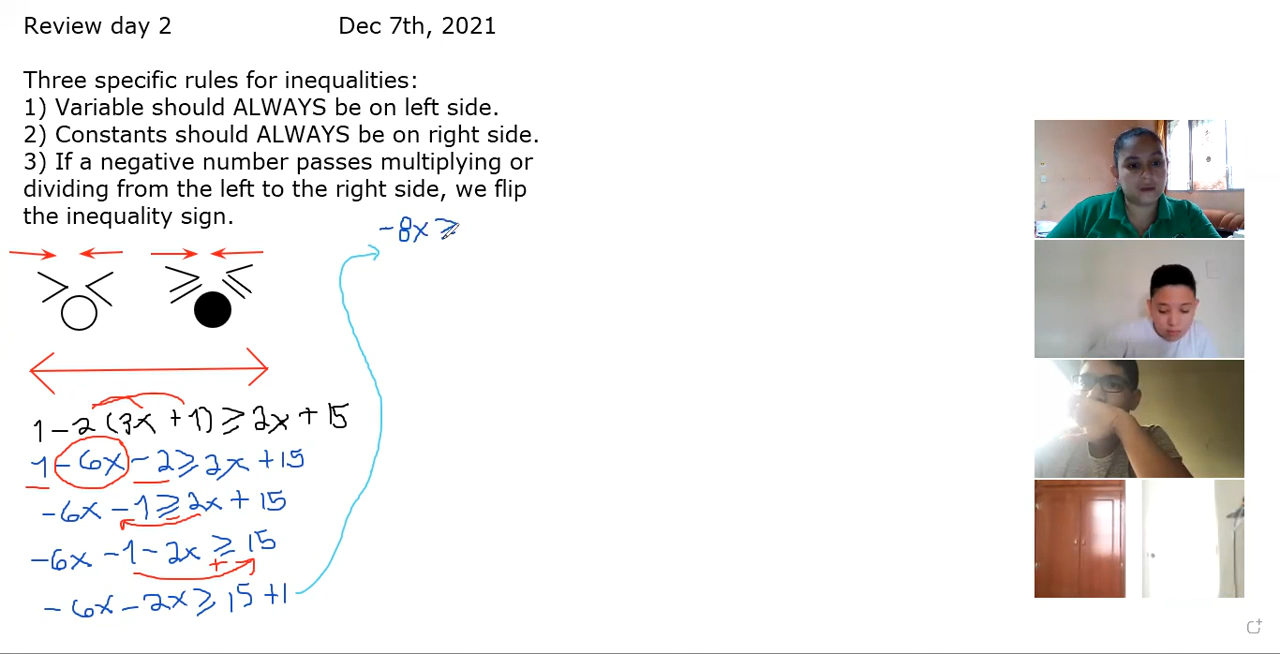 Review day 2 Dec 7th, 2021
Three specific rules for inequalities:
1) Variable should ALWAYS be on left side.
2) Constants should ALWAYS be on right side.
3) If a negative number passes multiplying or
dividing from the left to the right side, we flip
the inequality sign.
1 - 2 (3x + 1) ≥ 2x + 15
1 - 6x - 2 ≥ 2x + 15
-6x - 1 ≥ 2x + 15
-6x - 1 - 2x ≥ 15
+
-6x - 2x ≥ 15 + 1
-8x ≥